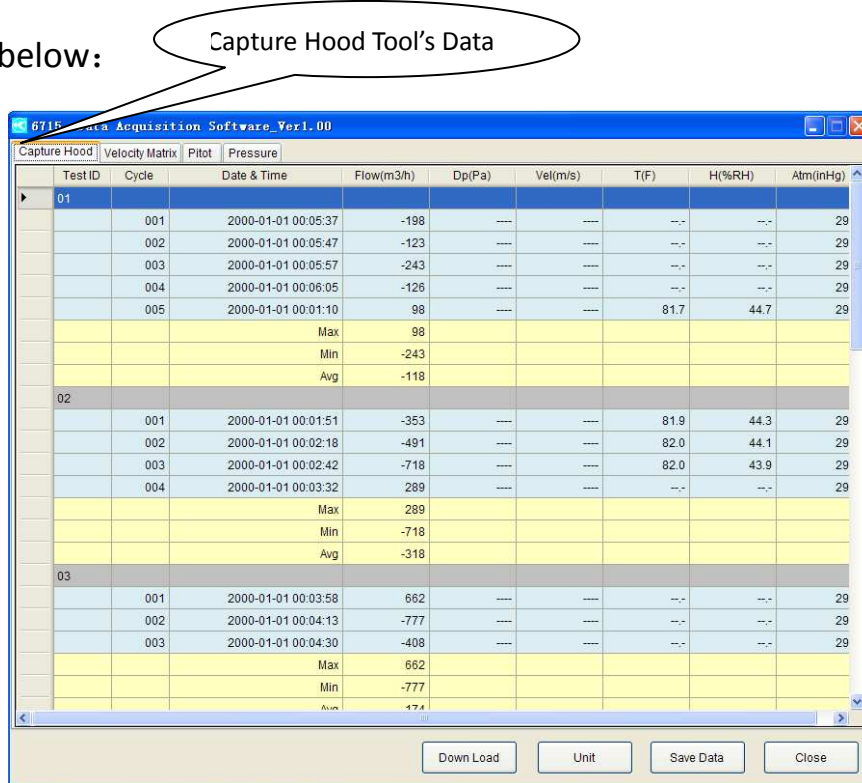 below：
Capture Hood Tool's Data
6715 Data Acquisition Software_Ver1.00
Capture Hood Velocity Matrix Pitot Pressure
Test ID Cycle Date & Time Flow(m3/h) Dp(Pa) Vel(m/s) T(F) H(%RH) Atm(inHg)
01
001 2000-01-01 00:05:37 -198 ---- ---- --.- --.- 29
002 2000-01-01 00:05:47 -123 ---- ---- --.- --.- 29
003 2000-01-01 00:05:57 -243 ---- ---- --.- --.- 29
004 2000-01-01 00:06:05 -126 ---- ---- --.- --.- 29
005 2000-01-01 00:01:10 98 ---- ---- 81.7 44.7 29
Max 98
Min -243
Avg -118
02
001 2000-01-01 00:01:51 -353 ---- ---- 81.9 44.3 29
002 2000-01-01 00:02:18 -491 ---- ---- 82.0 44.1 29
003 2000-01-01 00:02:42 -718 ---- ---- 82.0 43.9 29
004 2000-01-01 00:03:32 289 ---- ---- --.- --.- 29
Max 289
Min -718
Avg -318
03
001 2000-01-01 00:03:58 662 ---- ---- --.- --.- 29
002 2000-01-01 00:04:13 -777 ---- ---- --.- --.- 29
003 2000-01-01 00:04:30 -408 ---- ---- --.- --.- 29
Max 662
Min -777
Avg -174
Down Load Unit Save Data Close